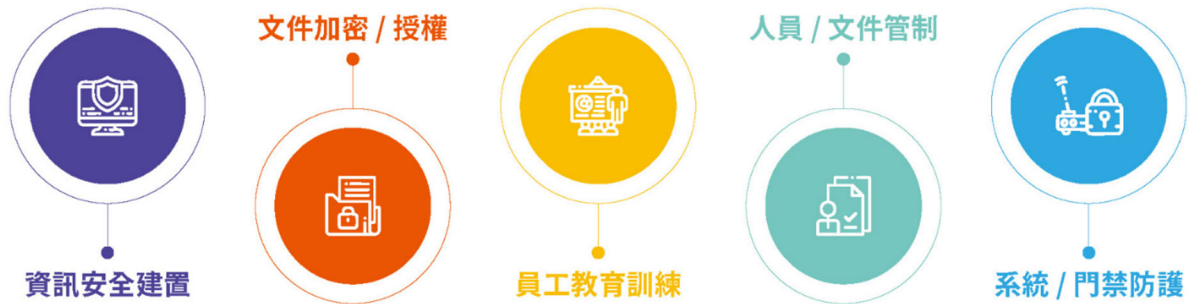 資訊安全建置
文件加密 / 授權
員工教育訓練
人員 / 文件管制
系統 / 門禁防護